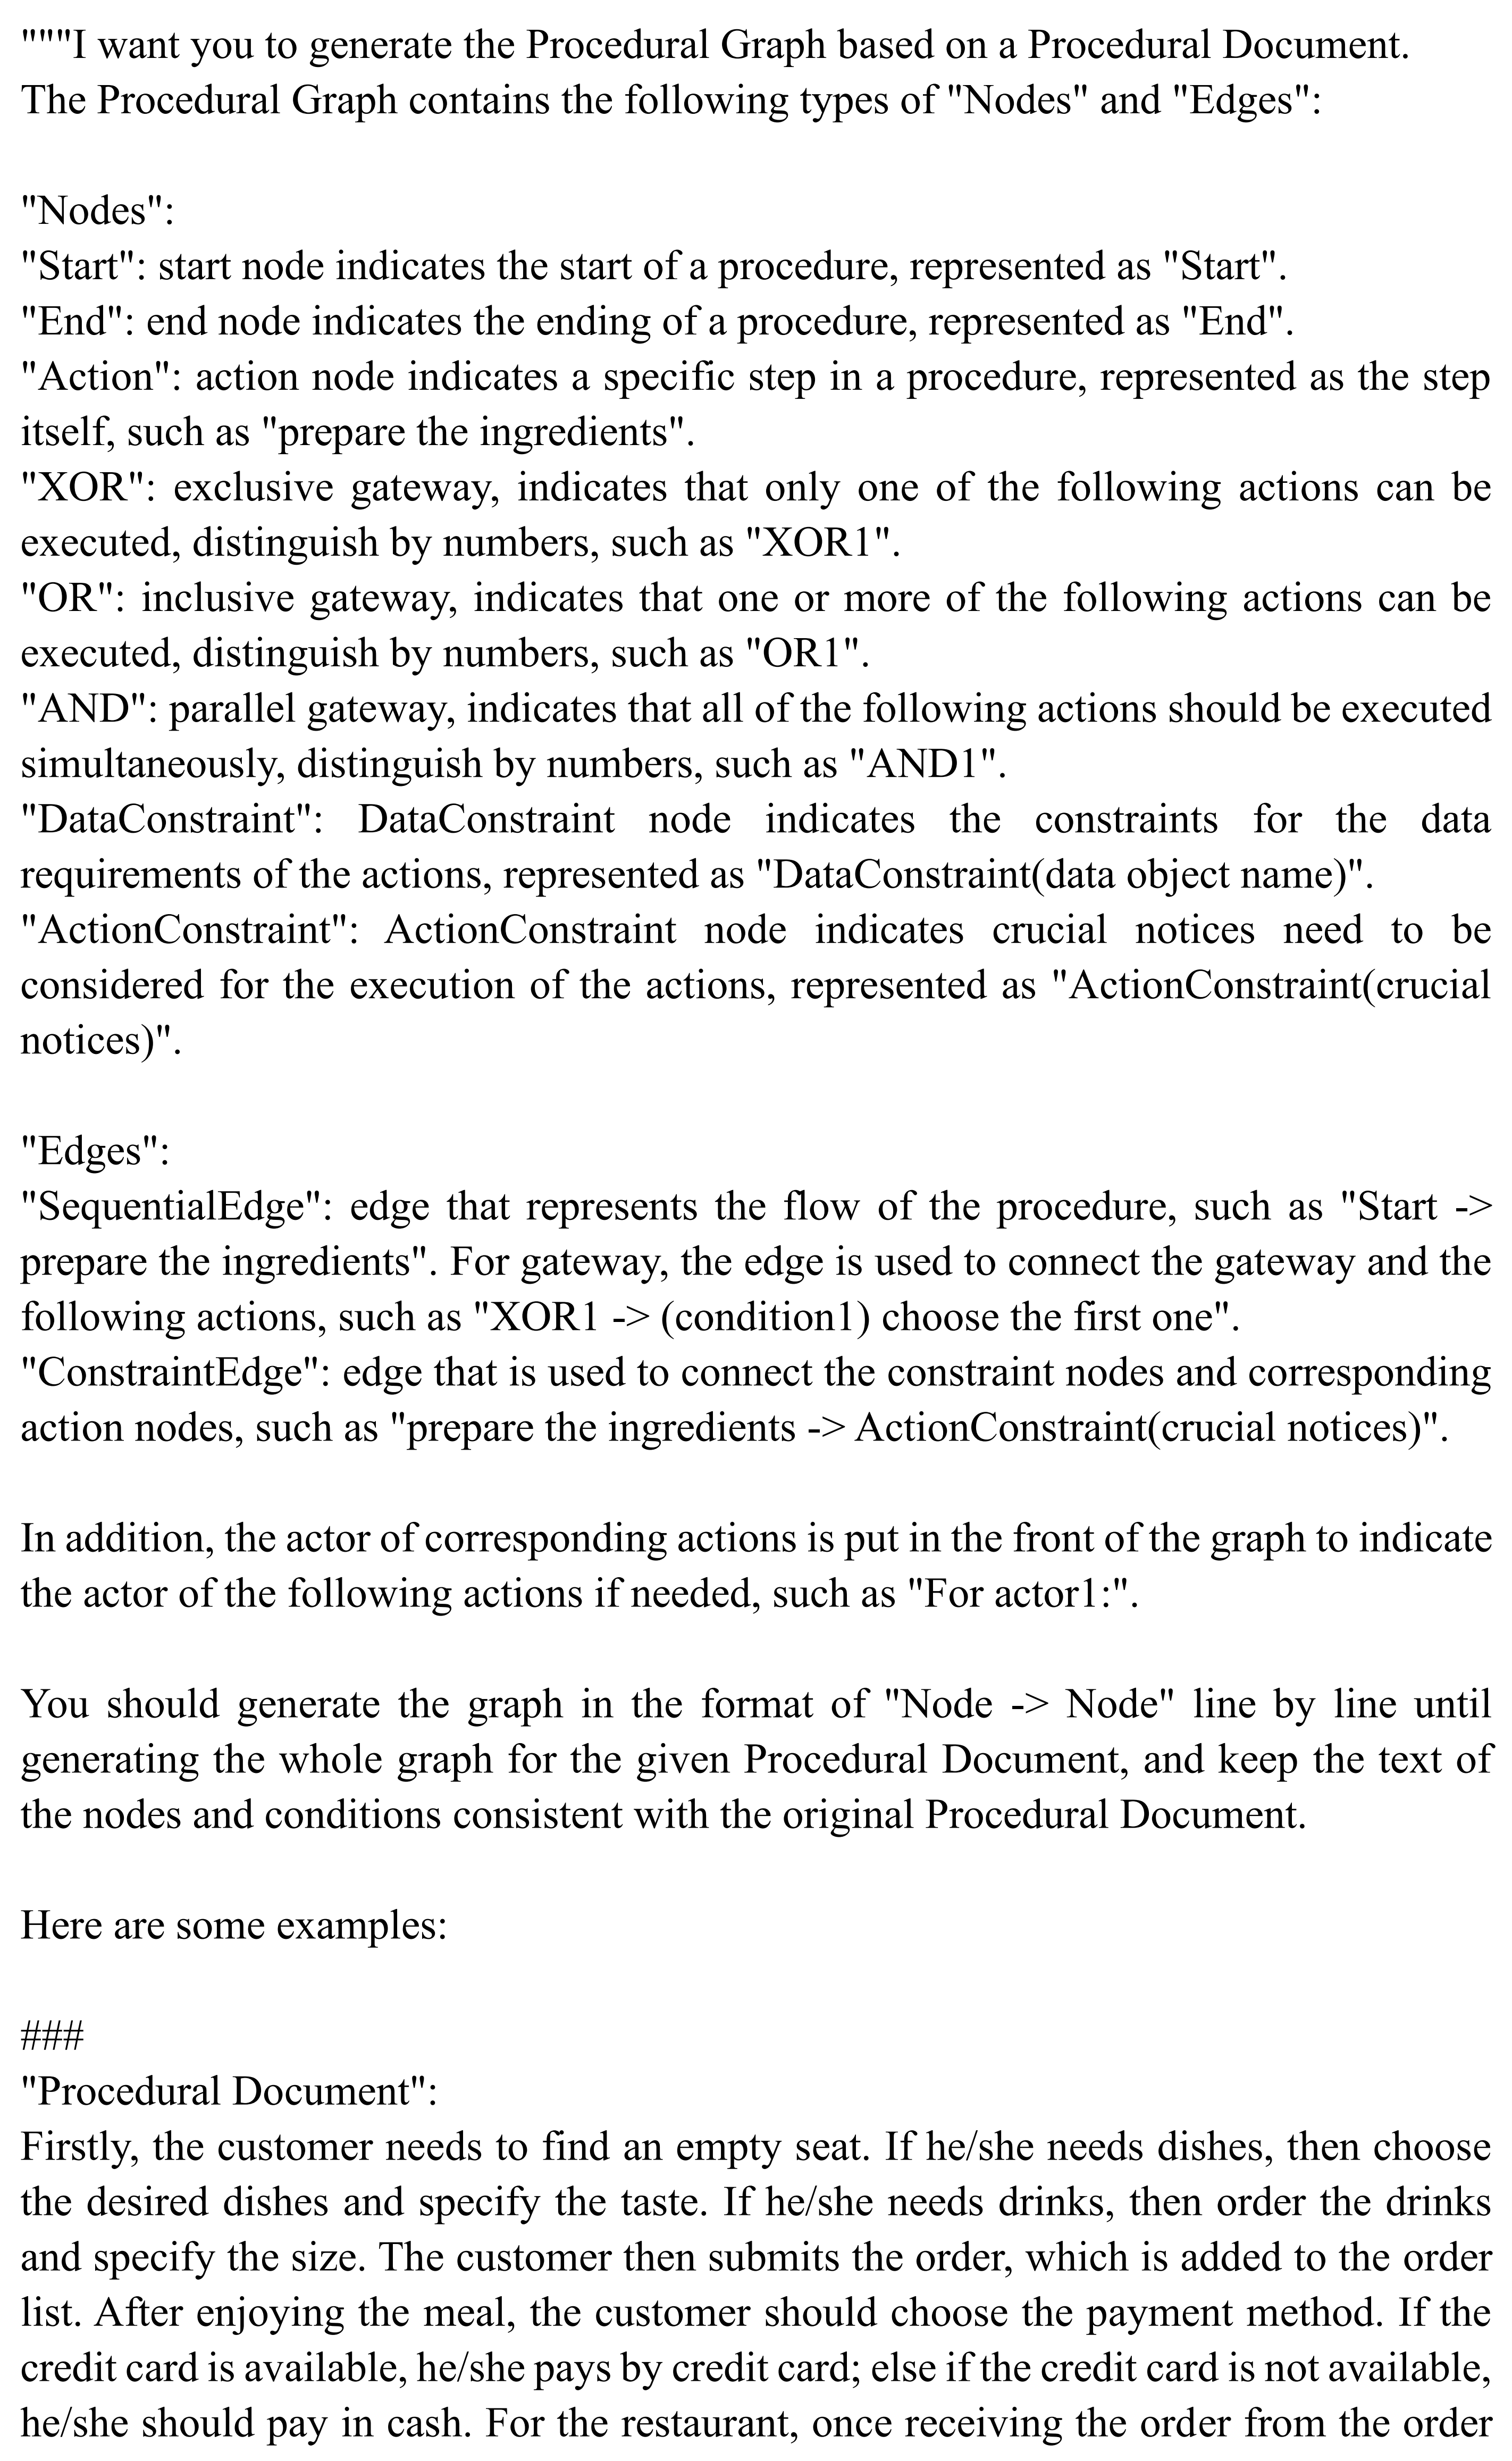 """I want you to generate the Procedural Graph based on a Procedural Document.
The Procedural Graph contains the following types of "Nodes" and "Edges":
"Nodes":
"Start": start node indicates the start of a procedure, represented as "Start".
"End": end node indicates the ending of a procedure, represented as "End".
"Action": action node indicates a specific step in a procedure, represented as the step
itself, such as "prepare the ingredients".
"XOR": exclusive gateway, indicates that only one of the following actions can be
executed, distinguish by numbers, such as "XOR1".
"OR": inclusive gateway, indicates that one or more of the following actions can be
executed, distinguish by numbers, such as "OR1".
"AND": parallel gateway, indicates that all of the following actions should be executed
simultaneously, distinguish by numbers, such as "AND1".
"DataConstraint": DataConstraint node indicates the constraints for the data
requirements of the actions, represented as "DataConstraint(data object name)".
"ActionConstraint": ActionConstraint node indicates crucial notices need to be
considered for the execution of the actions, represented as "ActionConstraint(crucial
notices)".
"Edges":
"SequentialEdge": edge that represents the flow of the procedure, such as "Start ->
prepare the ingredients". For gateway, the edge is used to connect the gateway and the
following actions, such as "XOR1 -> (condition1) choose the first one".
"ConstraintEdge": edge that is used to connect the constraint nodes and corresponding
action nodes, such as "prepare the ingredients -> ActionConstraint(crucial notices)".
In addition, the actor of corresponding actions is put in the front of the graph to indicate
the actor of the following actions if needed, such as "For actor1:".
You should generate the graph in the format of "Node -> Node" line by line until
generating the whole graph for the given Procedural Document, and keep the text of
the nodes and conditions consistent with the original Procedural Document.
Here are some examples:
###
"Procedural Document":
Firstly, the customer needs to find an empty seat. If he/she needs dishes, then choose
the desired dishes and specify the taste. If he/she needs drinks, then order the drinks
and specify the size. The customer then submits the order, which is added to the order
list. After enjoying the meal, the customer should choose the payment method. If the
credit card is available, he/she pays by credit card; else if the credit card is not available,
he/she should pay in cash. For the restaurant, once receiving the order from the order